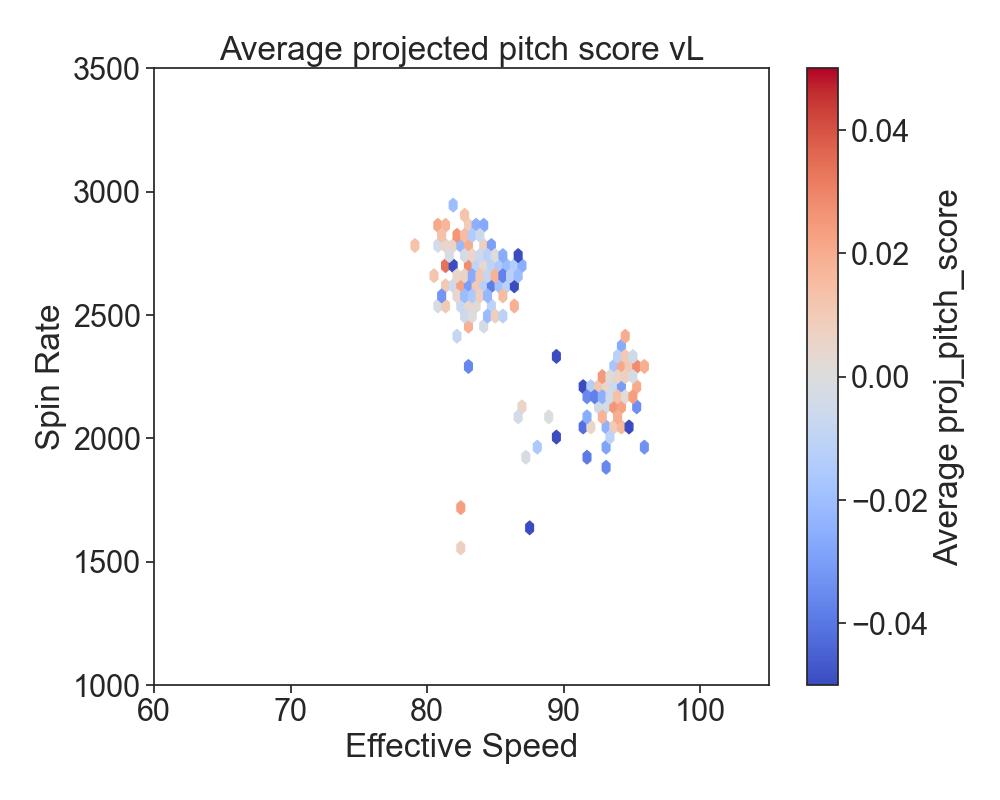 Average projected pitch score vL
3500
3000
2500
2000
1500
1000
Spin Rate
60 70 80 90 100
Effective Speed
0.04
0.02
0.00
−0.02
−0.04
Average proj_pitch_score